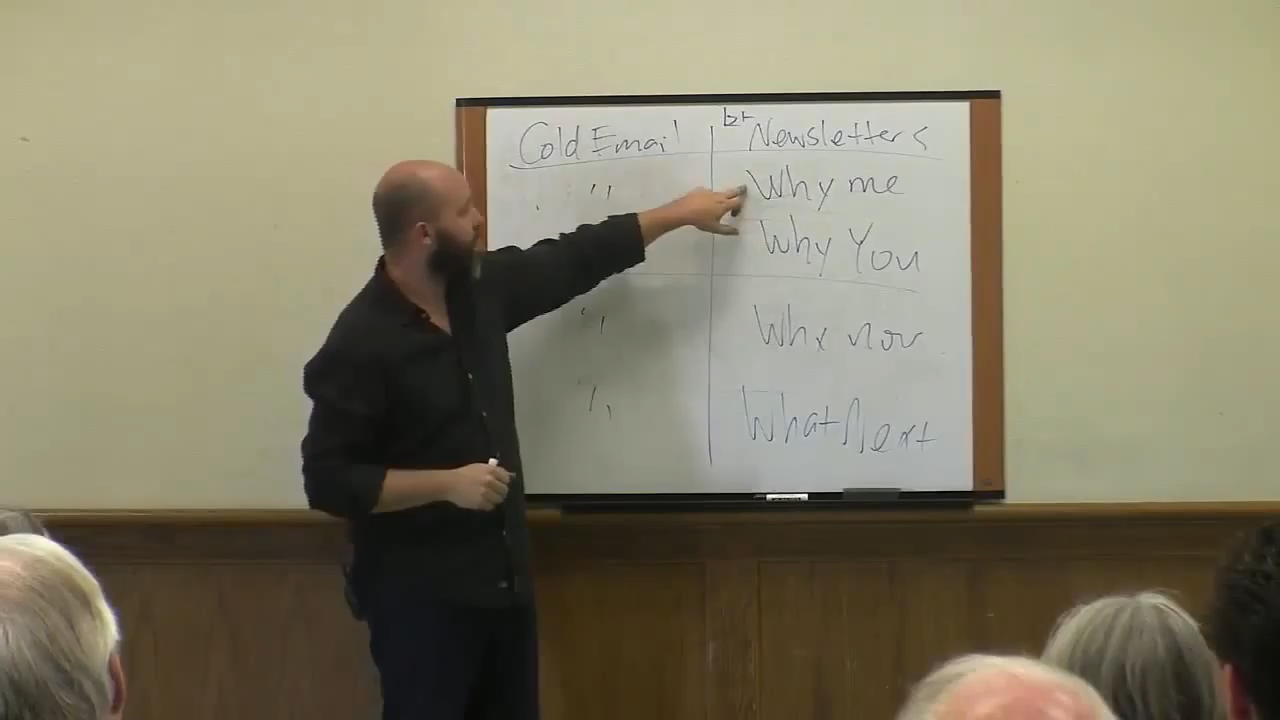 Cold Email Newsletters
" Why me
Why You
" Why now
" What Next